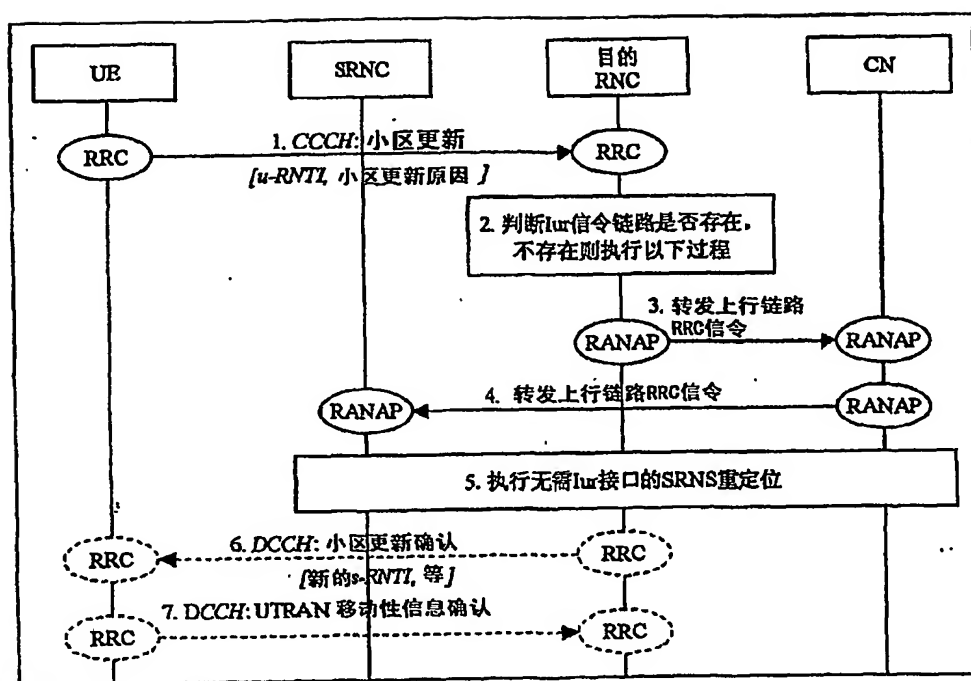 UE
SRNC
目的
RNC
CN
1. CCCH: 小区更新
RRC
RRC
[u-RNTI, 小区更新原因 ]
2. 判断Iur信令链路是否存在，
不存在则执行以下过程
3. 转发上行链路
RRC信令
RANAP
RANAP
4. 转发上行链路RRC信令
RANAP
RANAP
5. 执行无需Iur接口的SRNS重定位
6. DCCH: 小区更新确认
RRC
RRC
[新的s-RNTI, 等]
7. DCCH: UTRAN 移动性信息确认
RRC
RRC